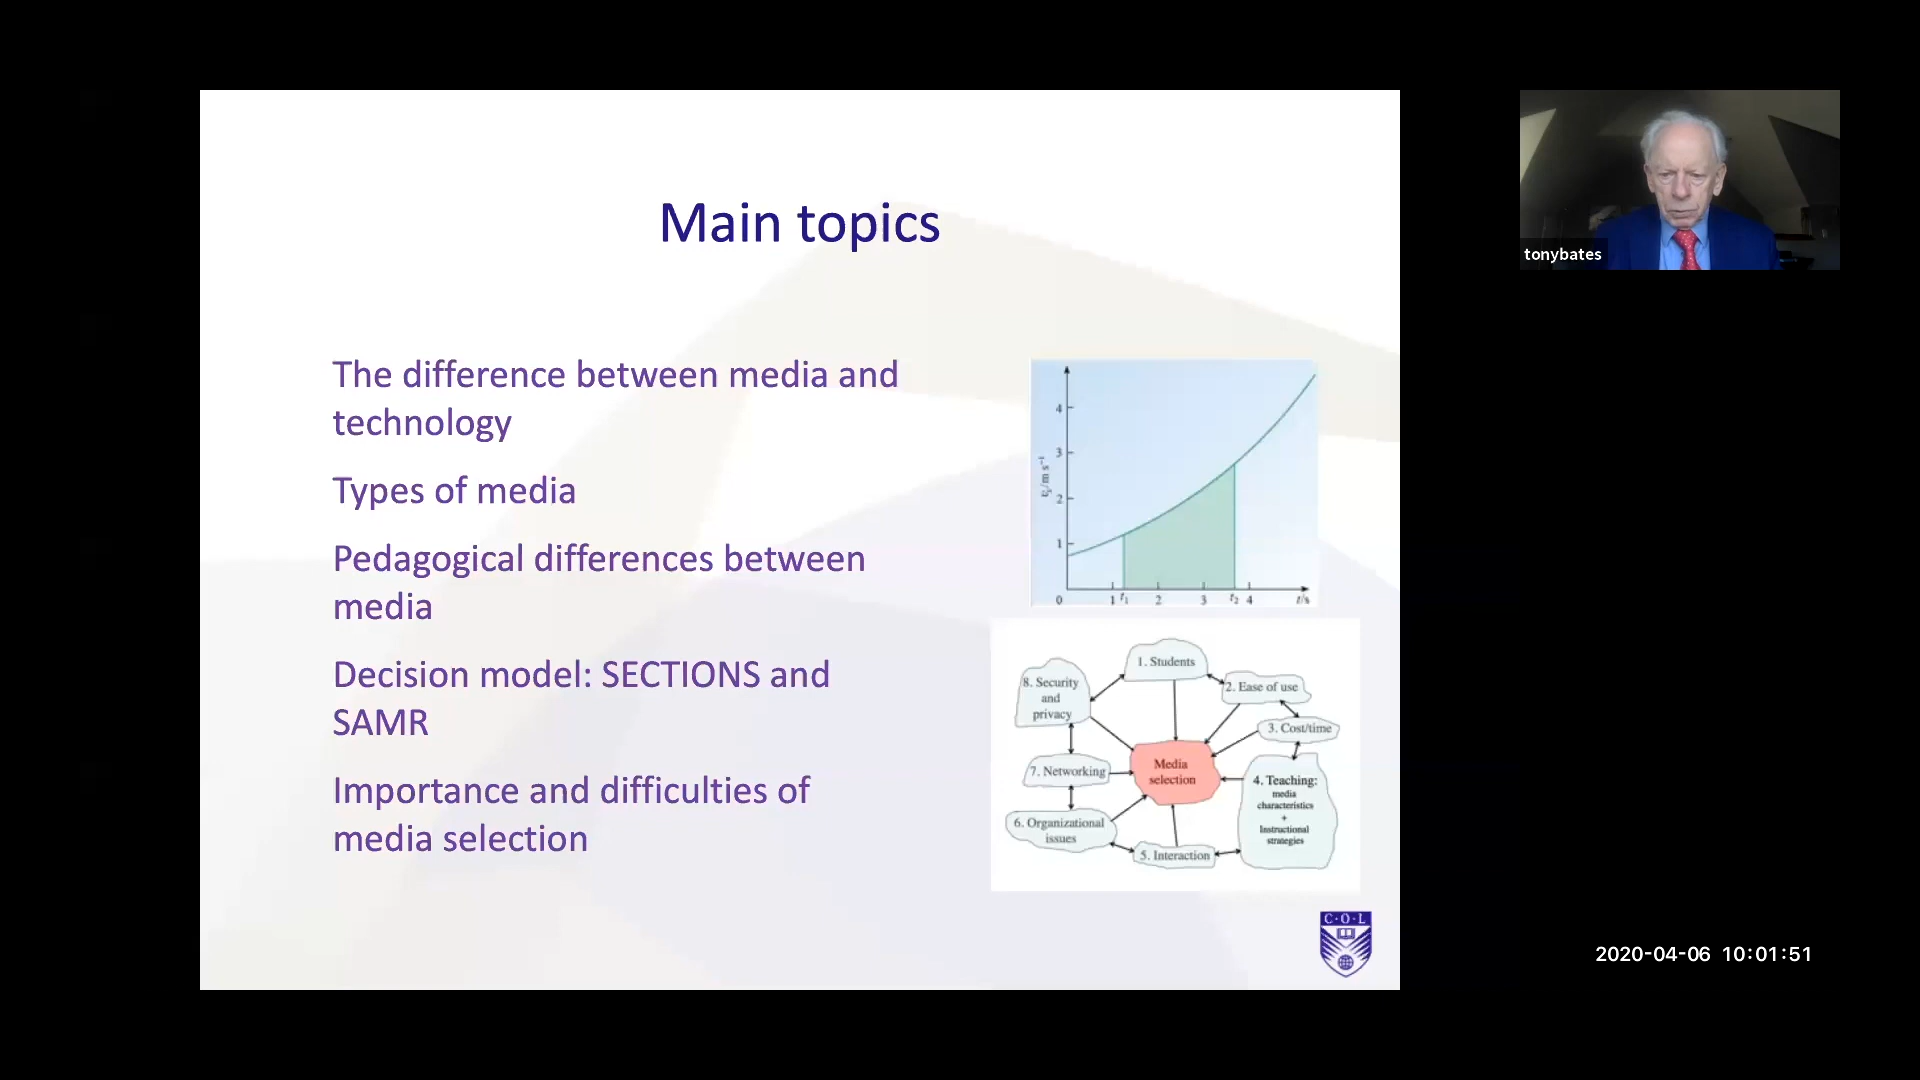 Main topics
The difference between media and
technology
Types of media
Pedagogical differences between
media
Decision model: SECTIONS and
SAMR
Importance and difficulties of
media selection
4
3
2
1
0
1 t₁ 2 3 t₂ 4 t/s
1. Students
2. Ease of use
3. Cost/time
4. Teaching:
media
characteristics
+
Instructional
strategies
5. Interaction
6. Organizational
issues
7. Networking
8. Security
and
privacy
Media
selection
C·O·L
tonybates
2020-04-06 10:01:51